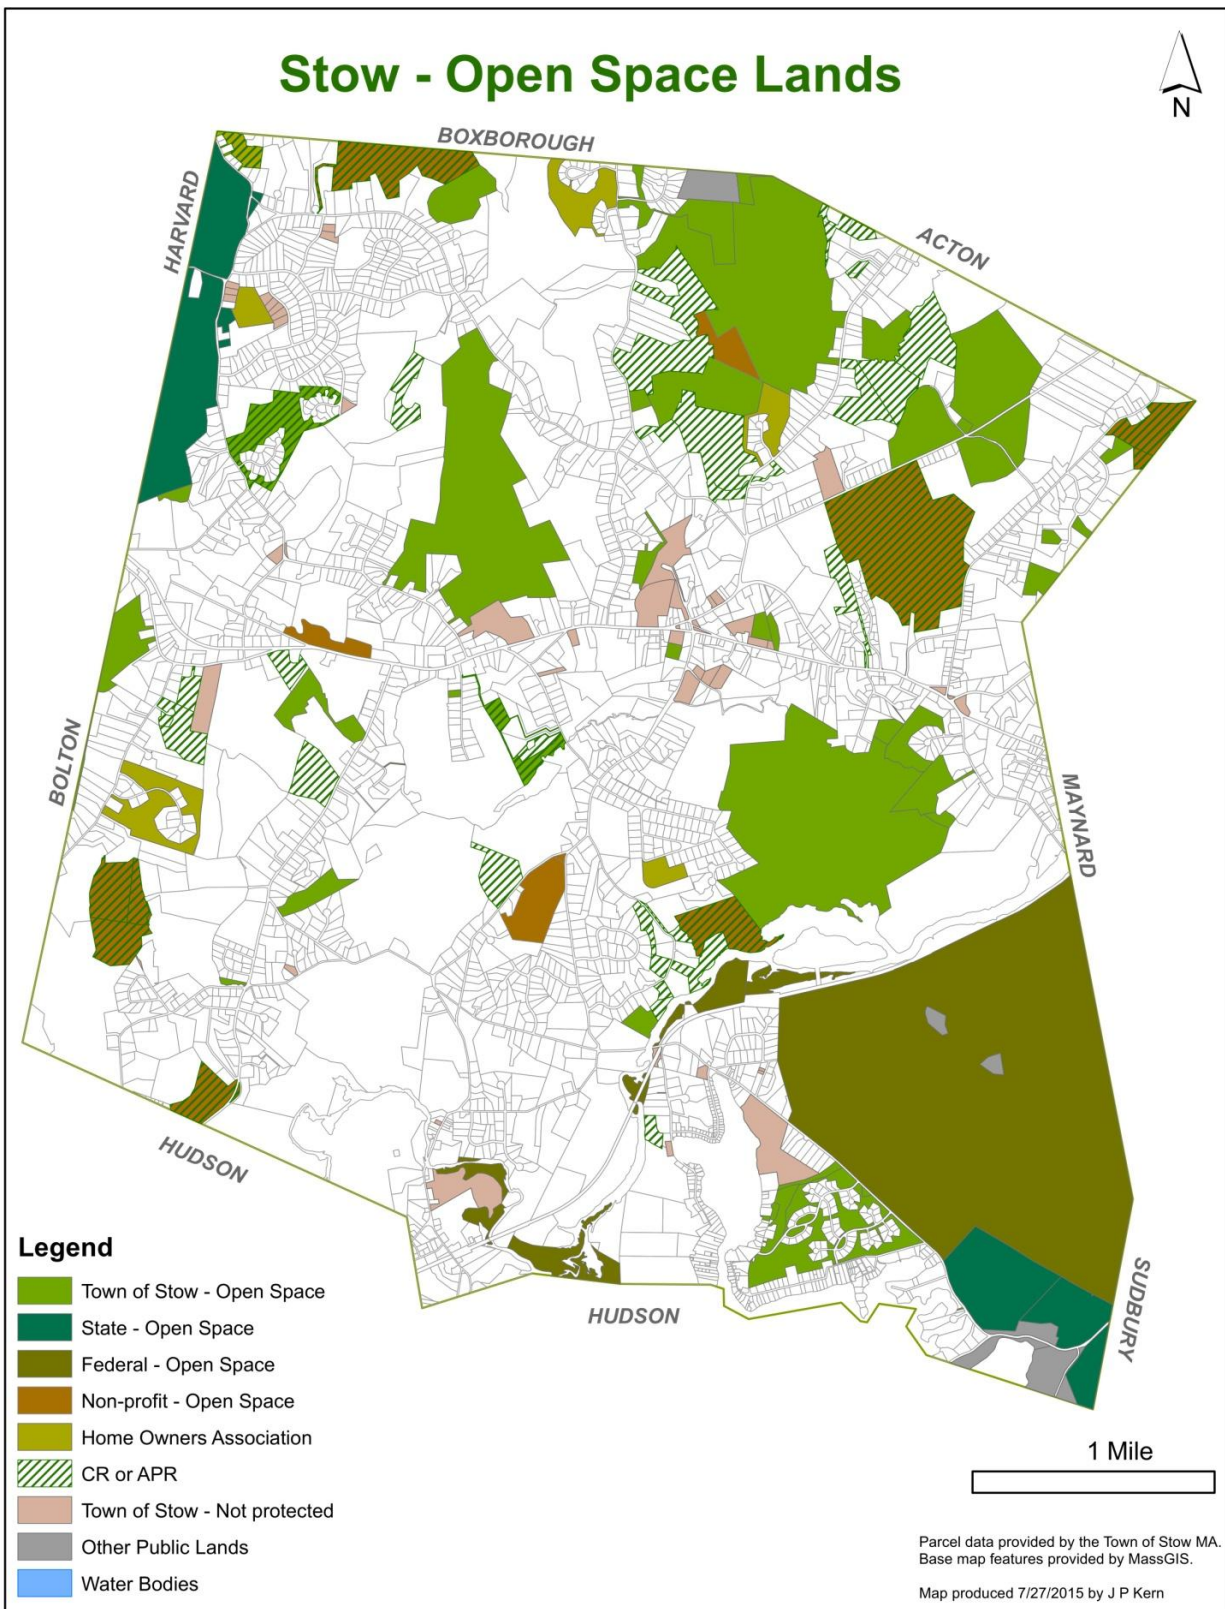 Stow - Open Space Lands
N
BOXBOROUGH
HARVARD
ACTON
BOLTON
MAYNARD
HUDSON
HUDSON
SUDBURY
Legend
Town of Stow - Open Space
State - Open Space
Federal - Open Space
Non-profit - Open Space
Home Owners Association
CR or APR
Town of Stow - Not protected
Other Public Lands
Water Bodies
1 Mile
Parcel data provided by the Town of Stow MA.
Base map features provided by MassGIS.
Map produced 7/27/2015 by J P Kern